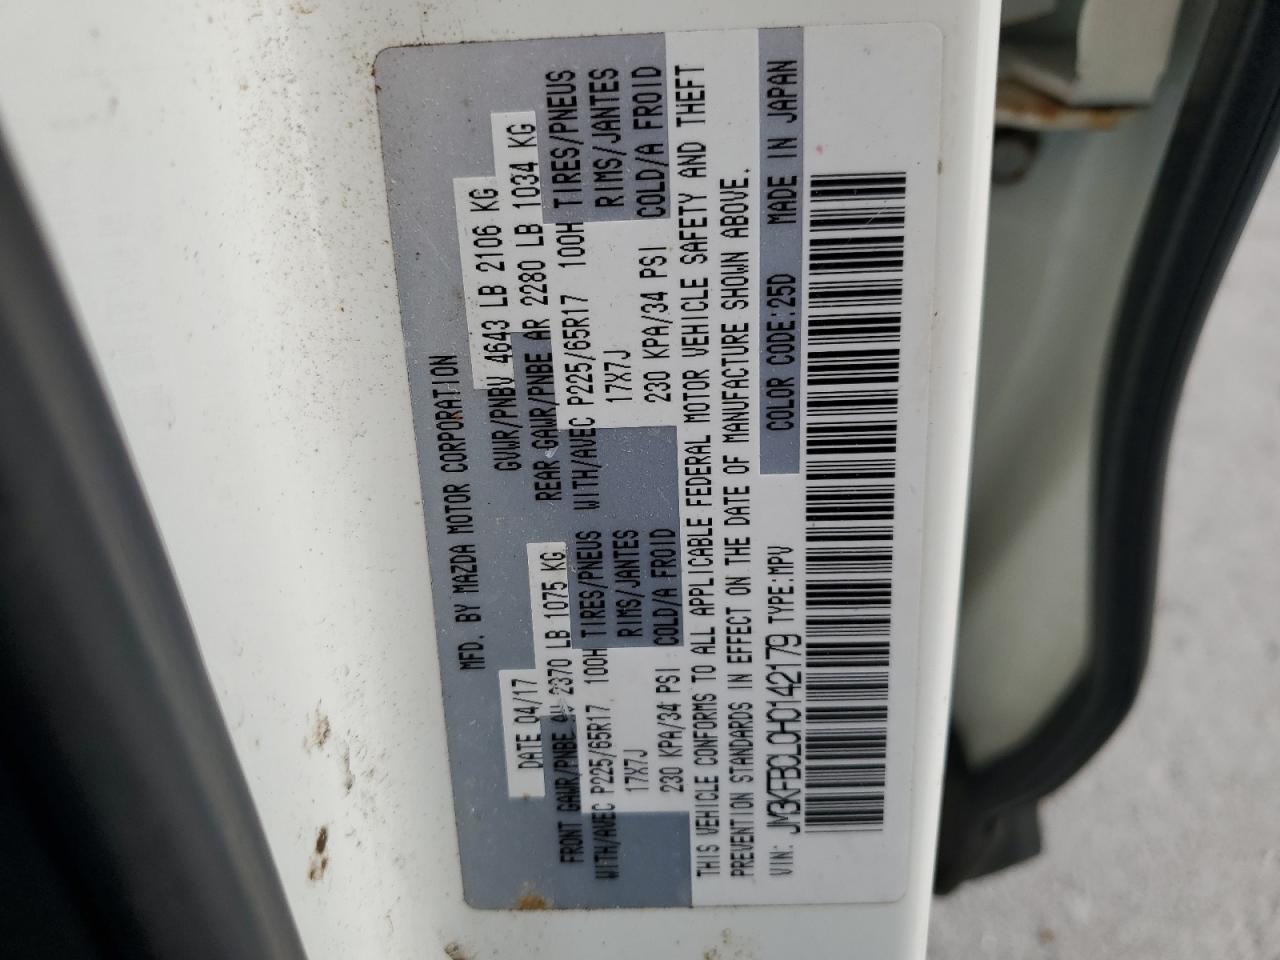 MFD. BY MAZDA MOTOR CORPORATION
DATE 04/17 GVWR/PNBV 4643 LB 2106 KG
FRONT GAWR/PNBE AV 2370 LB 1075 KG REAR GAWR/PNBE AR 2280 LB 1034 KG
WITH/AVEC P225/65R17 100H TIRES/PNEUS WITH/AVEC P225/65R17 100H TIRES/PNEUS
17X7J RIMS/JANTES 17X7J RIMS/JANTES
230 KPA/34 PSI COLD/A FROID 230 KPA/34 PSI COLD/A FROID
THIS VEHICLE CONFORMS TO ALL APPLICABLE FEDERAL MOTOR VEHICLE SAFETY AND THEFT
PREVENTION STANDARDS IN EFFECT ON THE DATE OF MANUFACTURE SHOWN ABOVE.
VIN: JM3KFBCL0H0142179 TYPE:MPV COLOR CODE:25D MADE IN JAPAN